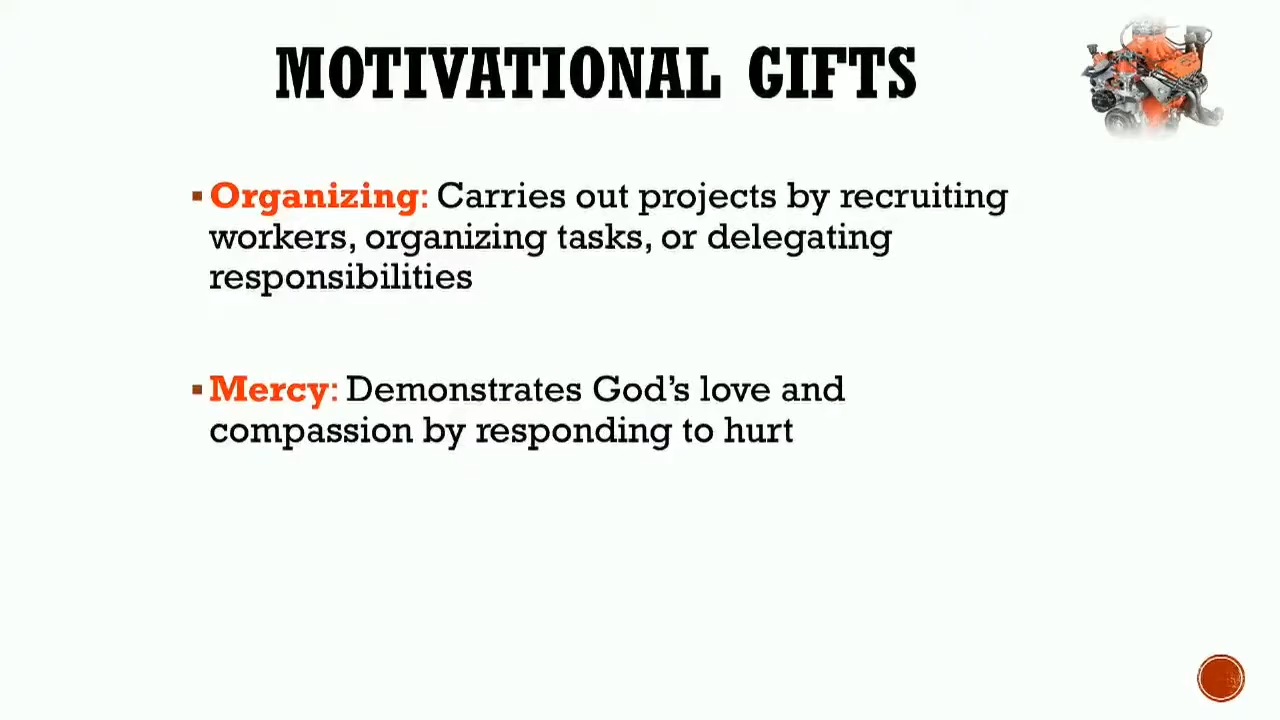 MOTIVATIONAL GIFTS
▪Organizing: Carries out projects by recruiting
workers, organizing tasks, or delegating
responsibilities
▪Mercy: Demonstrates God’s love and
compassion by responding to hurt